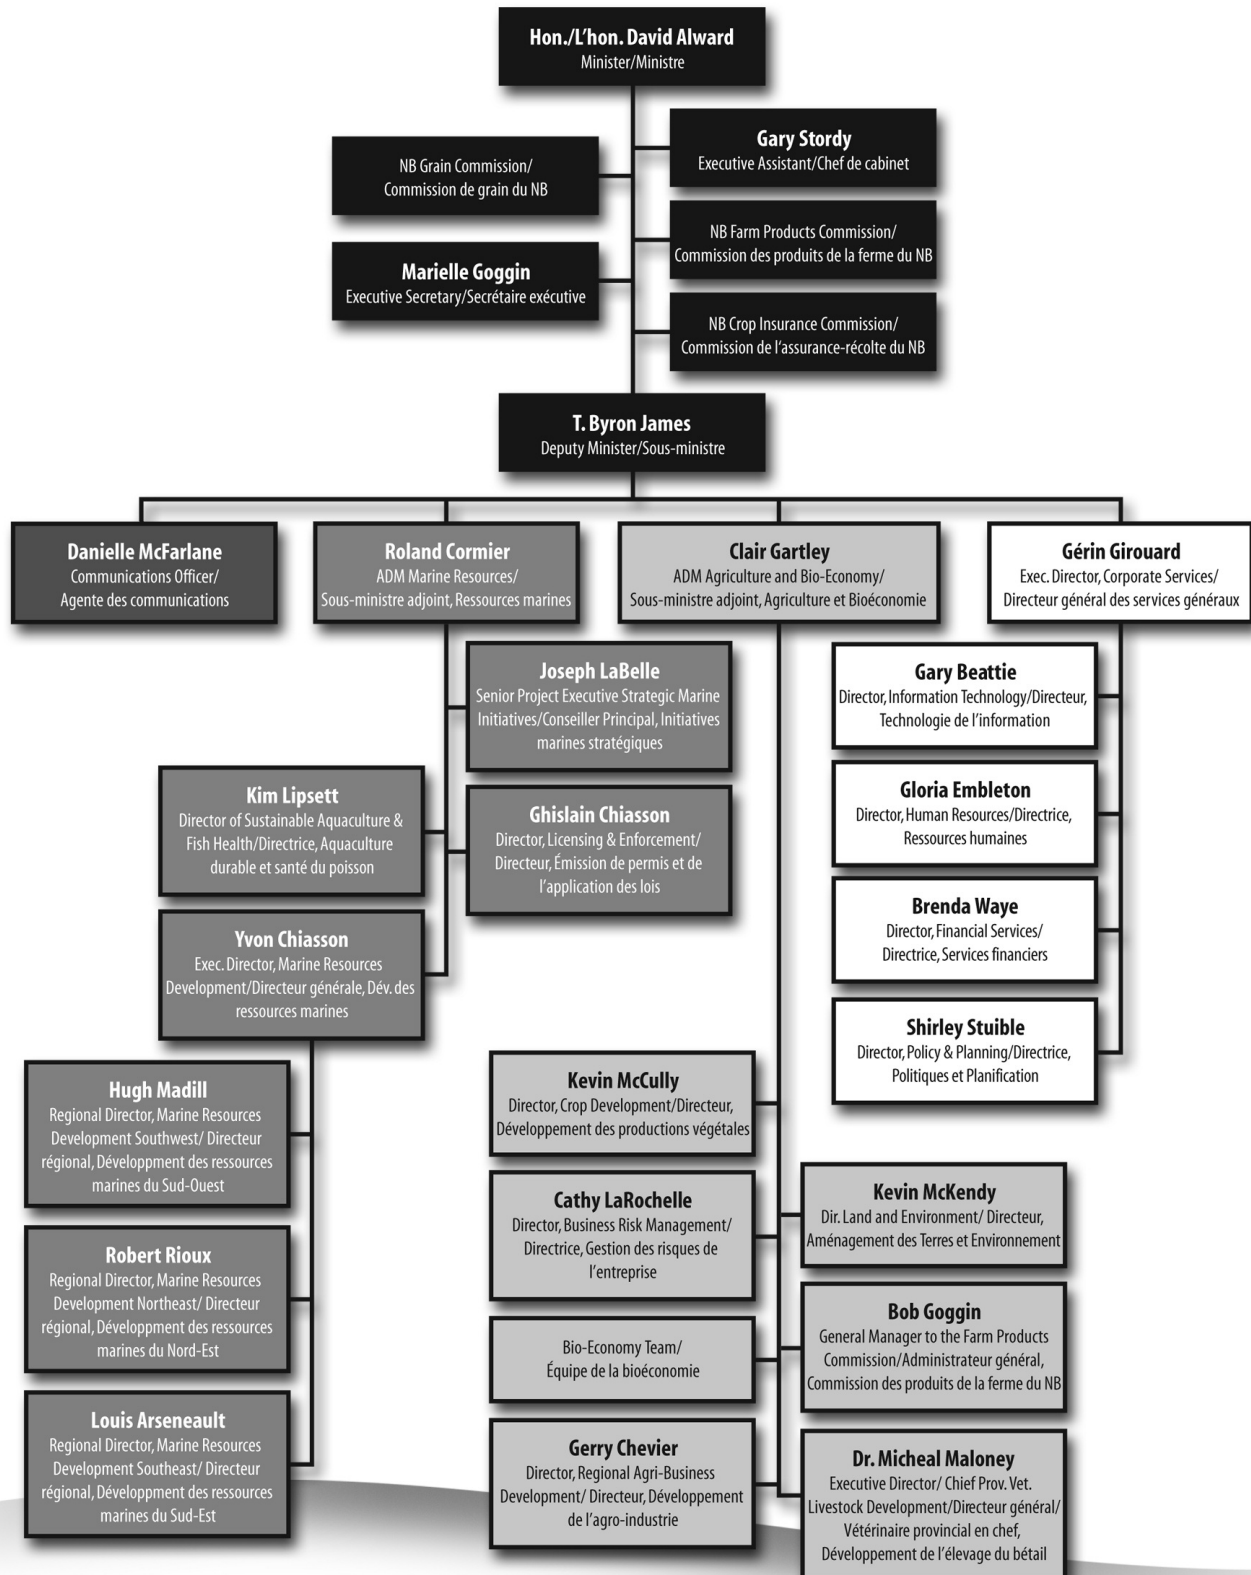 Hon./L'hon. David Alward
Minister/Ministre
Gary Stordy
Executive Assistant/Chef de cabinet
NB Grain Commission/
Commission de grain du NB
NB Farm Products Commission/
Commission des produits de la ferme du NB
Marielle Goggin
Executive Secretary/Secrétaire exécutive
NB Crop Insurance Commission/
Commission de l'assurance-récolte du NB
T. Byron James
Deputy Minister/Sous-ministre
Danielle McFarlane
Communications Officer/
Agente des communications
Roland Cormier
ADM Marine Resources/
Sous-ministre adjoint, Ressources marines
Clair Gartley
ADM Agriculture and Bio-Economy/
Sous-ministre adjoint, Agriculture et Bioéconomie
Gérin Girouard
Exec. Director, Corporate Services/
Directeur général des services généraux
Joseph LaBelle
Senior Project Executive Strategic Marine
Initiatives/Conseiller Principal, Initiatives
marines stratégiques
Kim Lipsett
Director of Sustainable Aquaculture &
Fish Health/Directrice, Aquaculture
durable et santé du poisson
Ghislain Chiasson
Director, Licensing & Enforcement/
Directeur, Émission de permis et de
l'application des lois
Yvon Chiasson
Exec. Director, Marine Resources
Development/Directeur générale, Dév. des
ressources marines
Hugh Madill
Regional Director, Marine Resources
Development Southwest/ Directeur
régional, Développment des ressources
marines du Sud-Ouest
Robert Rioux
Regional Director, Marine Resources
Development Northeast/ Directeur
régional, Développment des ressources
marines du Nord-Est
Louis Arseneault
Regional Director, Marine Resources
Development Southeast/ Directeur
régional, Développment des ressources
marines du Sud-Est
Gary Beattie
Director, Information Technology/Directeur,
Technologie de l'information
Gloria Embleton
Director, Human Resources/Directrice,
Ressources humaines
Brenda Waye
Director, Financial Services/
Directrice, Services financiers
Shirley Stuible
Director, Policy & Planning/Directrice,
Politiques et Planification
Kevin McCully
Director, Crop Development/Directeur,
Développement des productions végétales
Cathy LaRochelle
Director, Business Risk Management/
Directrice, Gestion des risques de
l'entreprise
Kevin McKendy
Dir. Land and Environment/ Directeur,
Aménagement des Terres et Environnement
Bio-Economy Team/
Équipe de la bioéconomie
Bob Goggin
General Manager to the Farm Products
Commission/Administrateur général,
Commission des produits de la ferme du NB
Gerry Chevier
Director, Regional Agri-Business
Development/ Directeur, Développement
de l'agro-industrie
Dr. Micheal Maloney
Executive Director/ Chief Prov. Vet.
Livestock Development/Directeur général/
Vétérinaire provincial en chef,
Développement de l'élevage du bétail